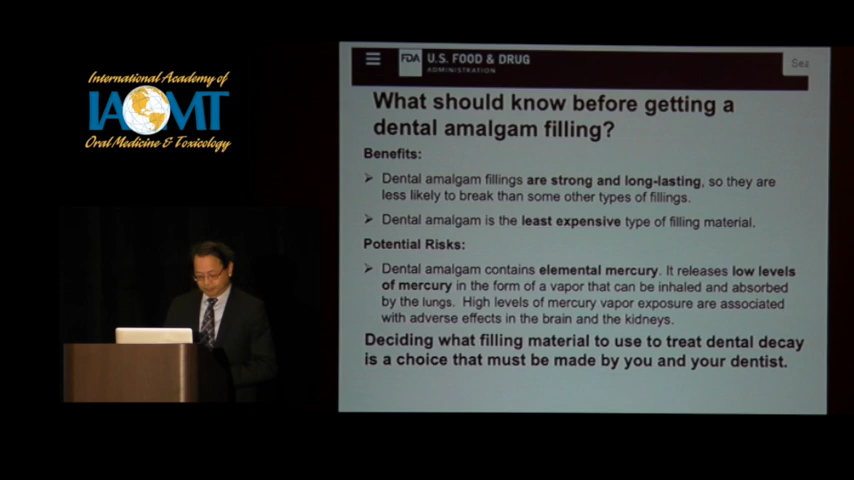 International Academy of
IAOMT
Oral Medicine & Toxicology
FDA
U.S. FOOD & DRUG
ADMINISTRATION
Sea
What should know before getting a
dental amalgam filling?
Benefits:
➢ Dental amalgam fillings are strong and long-lasting, so they are
less likely to break than some other types of fillings.
➢ Dental amalgam is the least expensive type of filling material.
Potential Risks:
➢ Dental amalgam contains elemental mercury. It releases low levels
of mercury in the form of a vapor that can be inhaled and absorbed
by the lungs. High levels of mercury vapor exposure are associated
with adverse effects in the brain and the kidneys.
Deciding what filling material to use to treat dental decay
is a choice that must be made by you and your dentist.